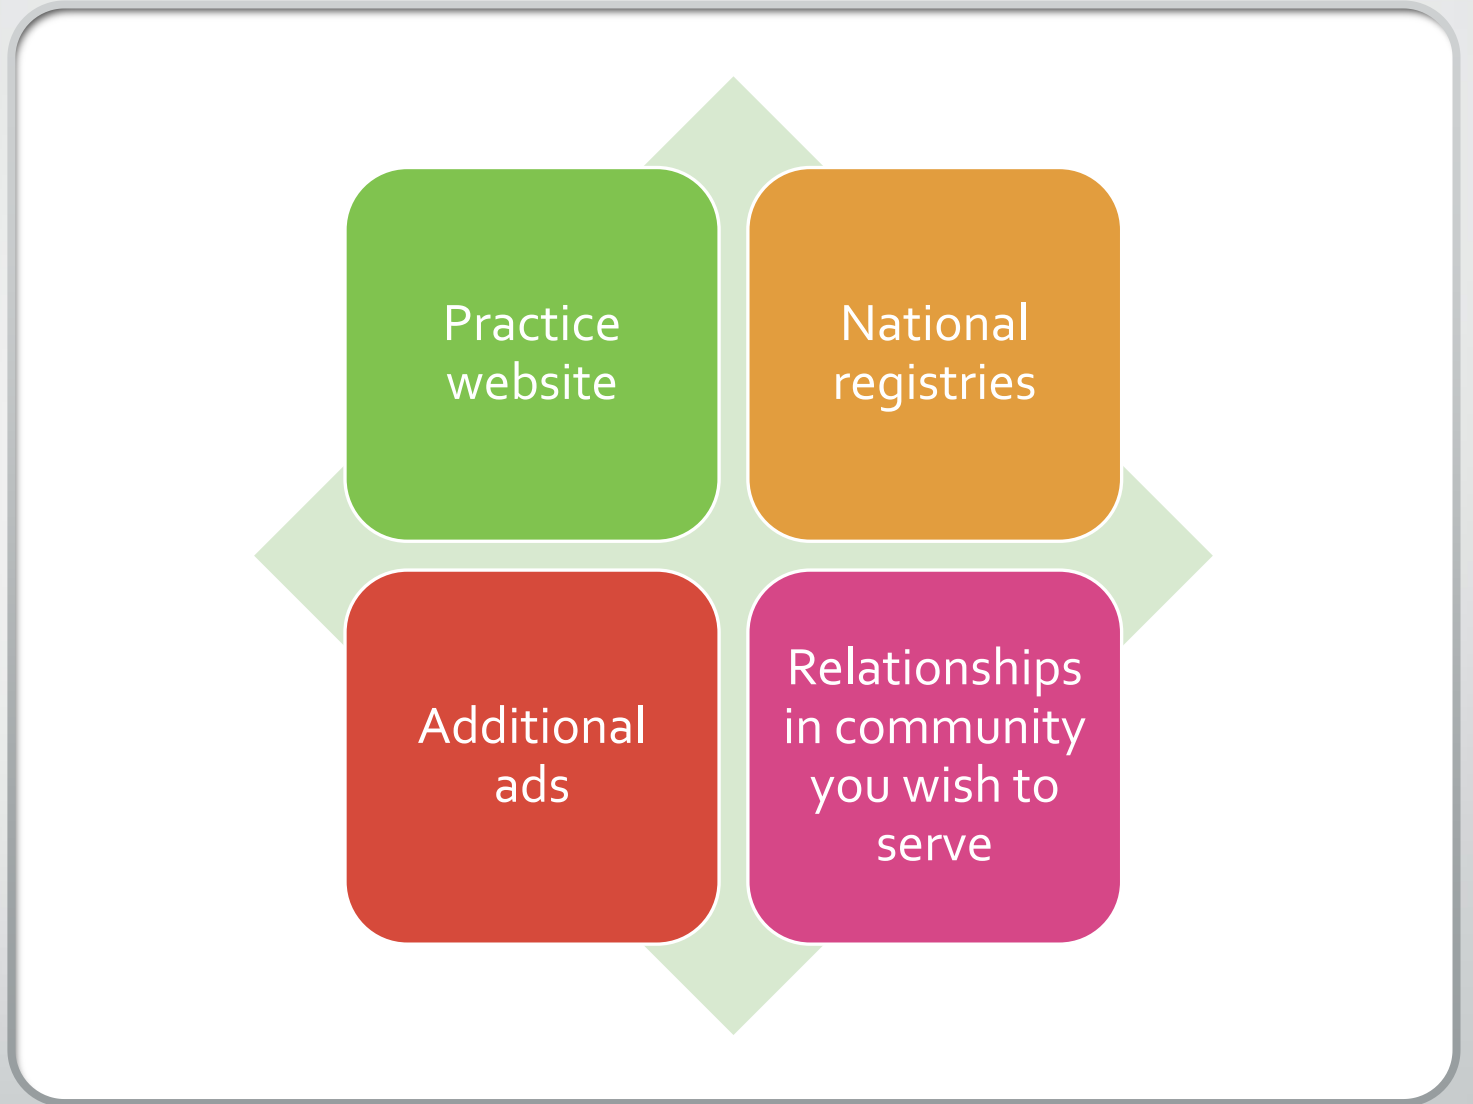 Practice
website
National
registries
Additional
ads
Relationships
in community
you wish to
serve